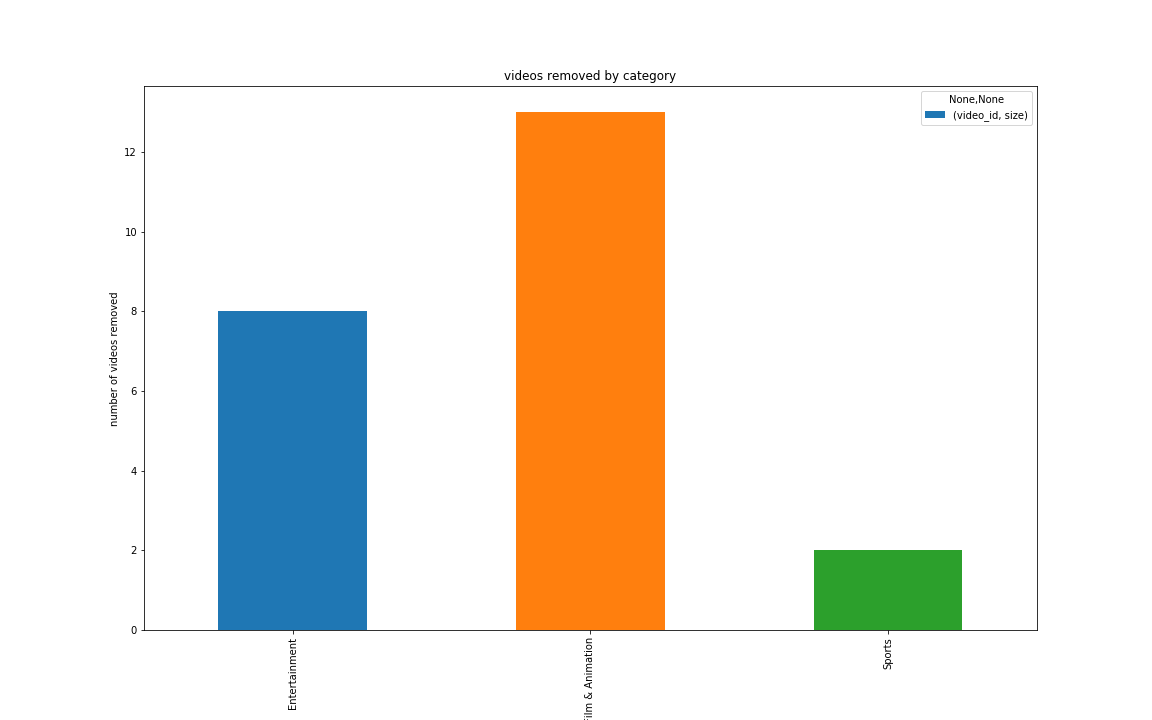 videos removed by category
None,None
(video_id, size)
number of videos removed
12
10
8
6
4
2
0
Entertainment
ilm & Animation
Sports